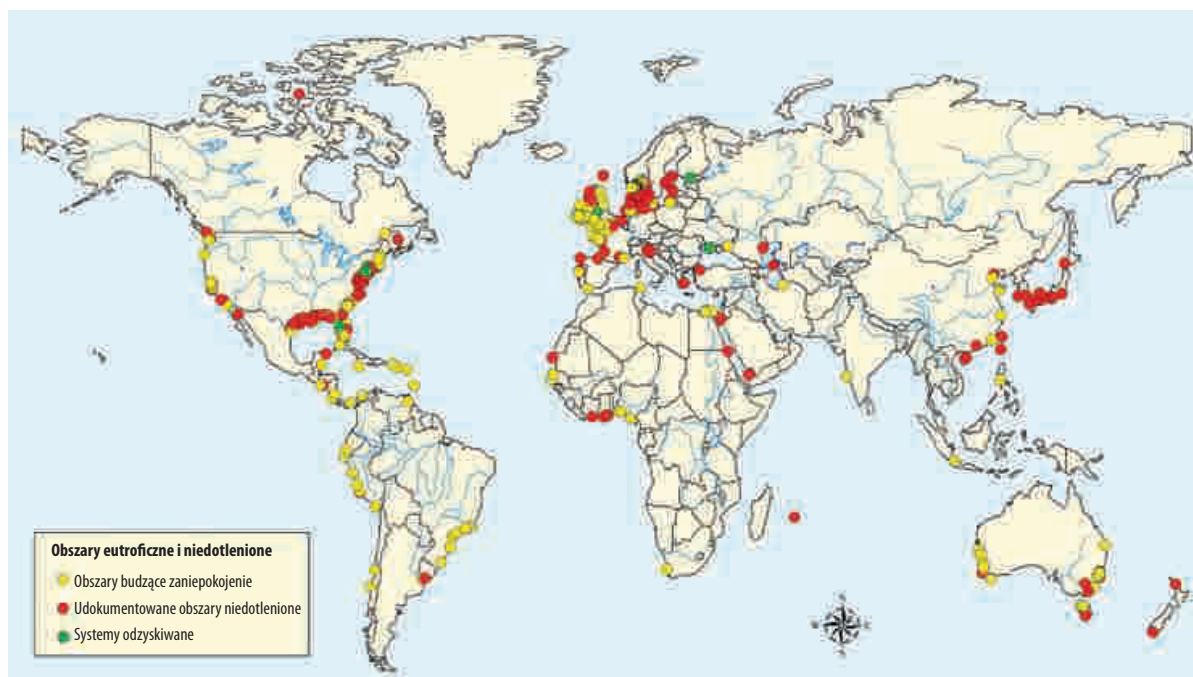 Obszary eutroficzne i niedotlenione
Obszary budzące zaniepokojenie
Udokumentowane obszary niedotlenione
Systemy odzyskiwane